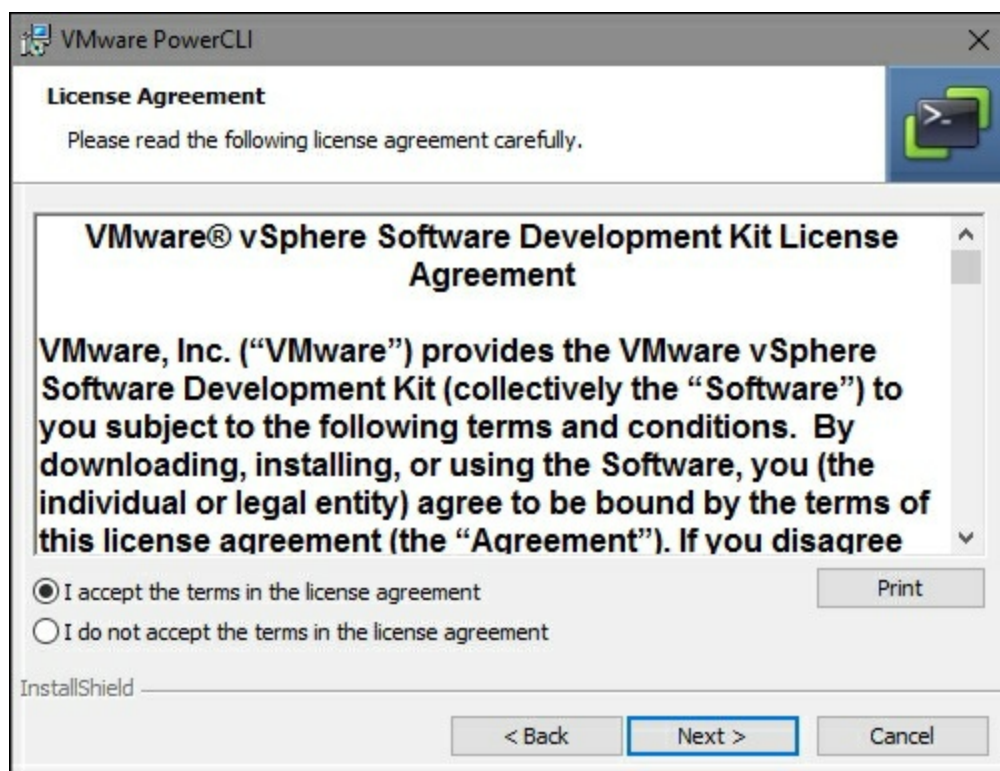 VMware PowerCLI
License Agreement
Please read the following license agreement carefully.
>_
VMware® vSphere Software Development Kit License
Agreement
VMware, Inc. (“VMware”) provides the VMware vSphere
Software Development Kit (collectively the “Software”) to
you subject to the following terms and conditions.  By
downloading, installing, or using the Software, you (the
individual or legal entity) agree to be bound by the terms of
this license agreement (the “Agreement”). If you disagree
I accept the terms in the license agreement
Print
I do not accept the terms in the license agreement
InstallShield
< Back
Next >
Cancel